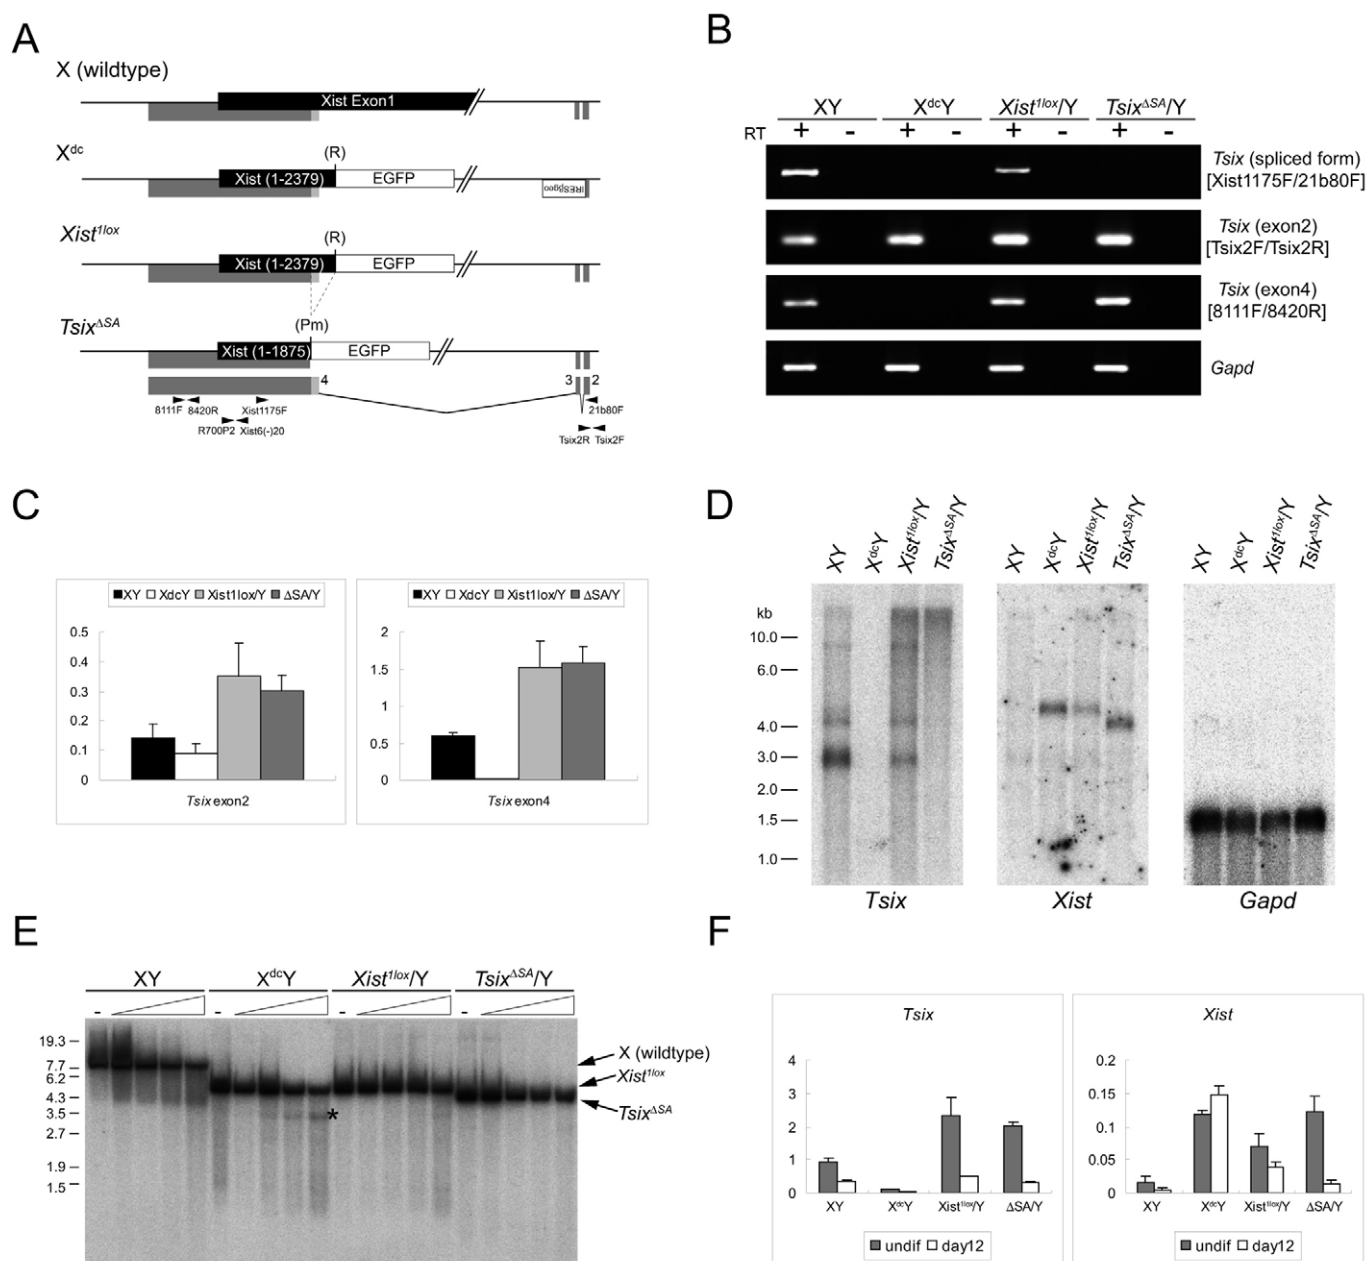 A
X (wildtype)
Xist Exon1
Xdc
(R)
Xist (1-2379)
EGFP
IRESβgeo
Xist1lox
(R)
Xist (1-2379)
EGFP
(Pm)
TsixΔSA
Xist (1-1875)
EGFP
4
3
2
8111F
8420R
Xist1175F
21b80F
R700P2
Xist6(-)20
Tsix2R
Tsix2F
B
XY
XdcY
Xist1lox/Y
TsixΔSA/Y
RT + - + - + - + -
Tsix (spliced form)
[Xist1175F/21b80F]
Tsix (exon2)
[Tsix2F/Tsix2R]
Tsix (exon4)
[8111F/8420R]
Gapd
C
XY XdcY Xist1lox/Y ΔSA/Y
0.5
0.4
0.3
0.2
0.1
0
Tsix exon2
XY XdcY Xist1lox/Y ΔSA/Y
2
1.5
1
0.5
0
Tsix exon4
D
XY
XdcY
Xist1lox/Y
TsixΔSA/Y
XY
XdcY
Xist1lox/Y
TsixΔSA/Y
XY
XdcY
Xist1lox/Y
TsixΔSA/Y
kb
10.0
6.0
4.0
3.0
2.0
1.5
1.0
Tsix
Xist
Gapd
E
XY
XdcY
Xist1lox/Y
TsixΔSA/Y
- - - -
19.3
7.7
6.2
4.3
3.5
2.7
1.9
1.5
*
X (wildtype)
Xist1lox
TsixΔSA
F
Tsix
4
3
2
1
0
XY XdcY Xist1lox/Y ΔSA/Y
undif day12
Xist
0.2
0.15
0.1
0.05
0
XY XdcY Xist1lox/Y ΔSA/Y
undif day12